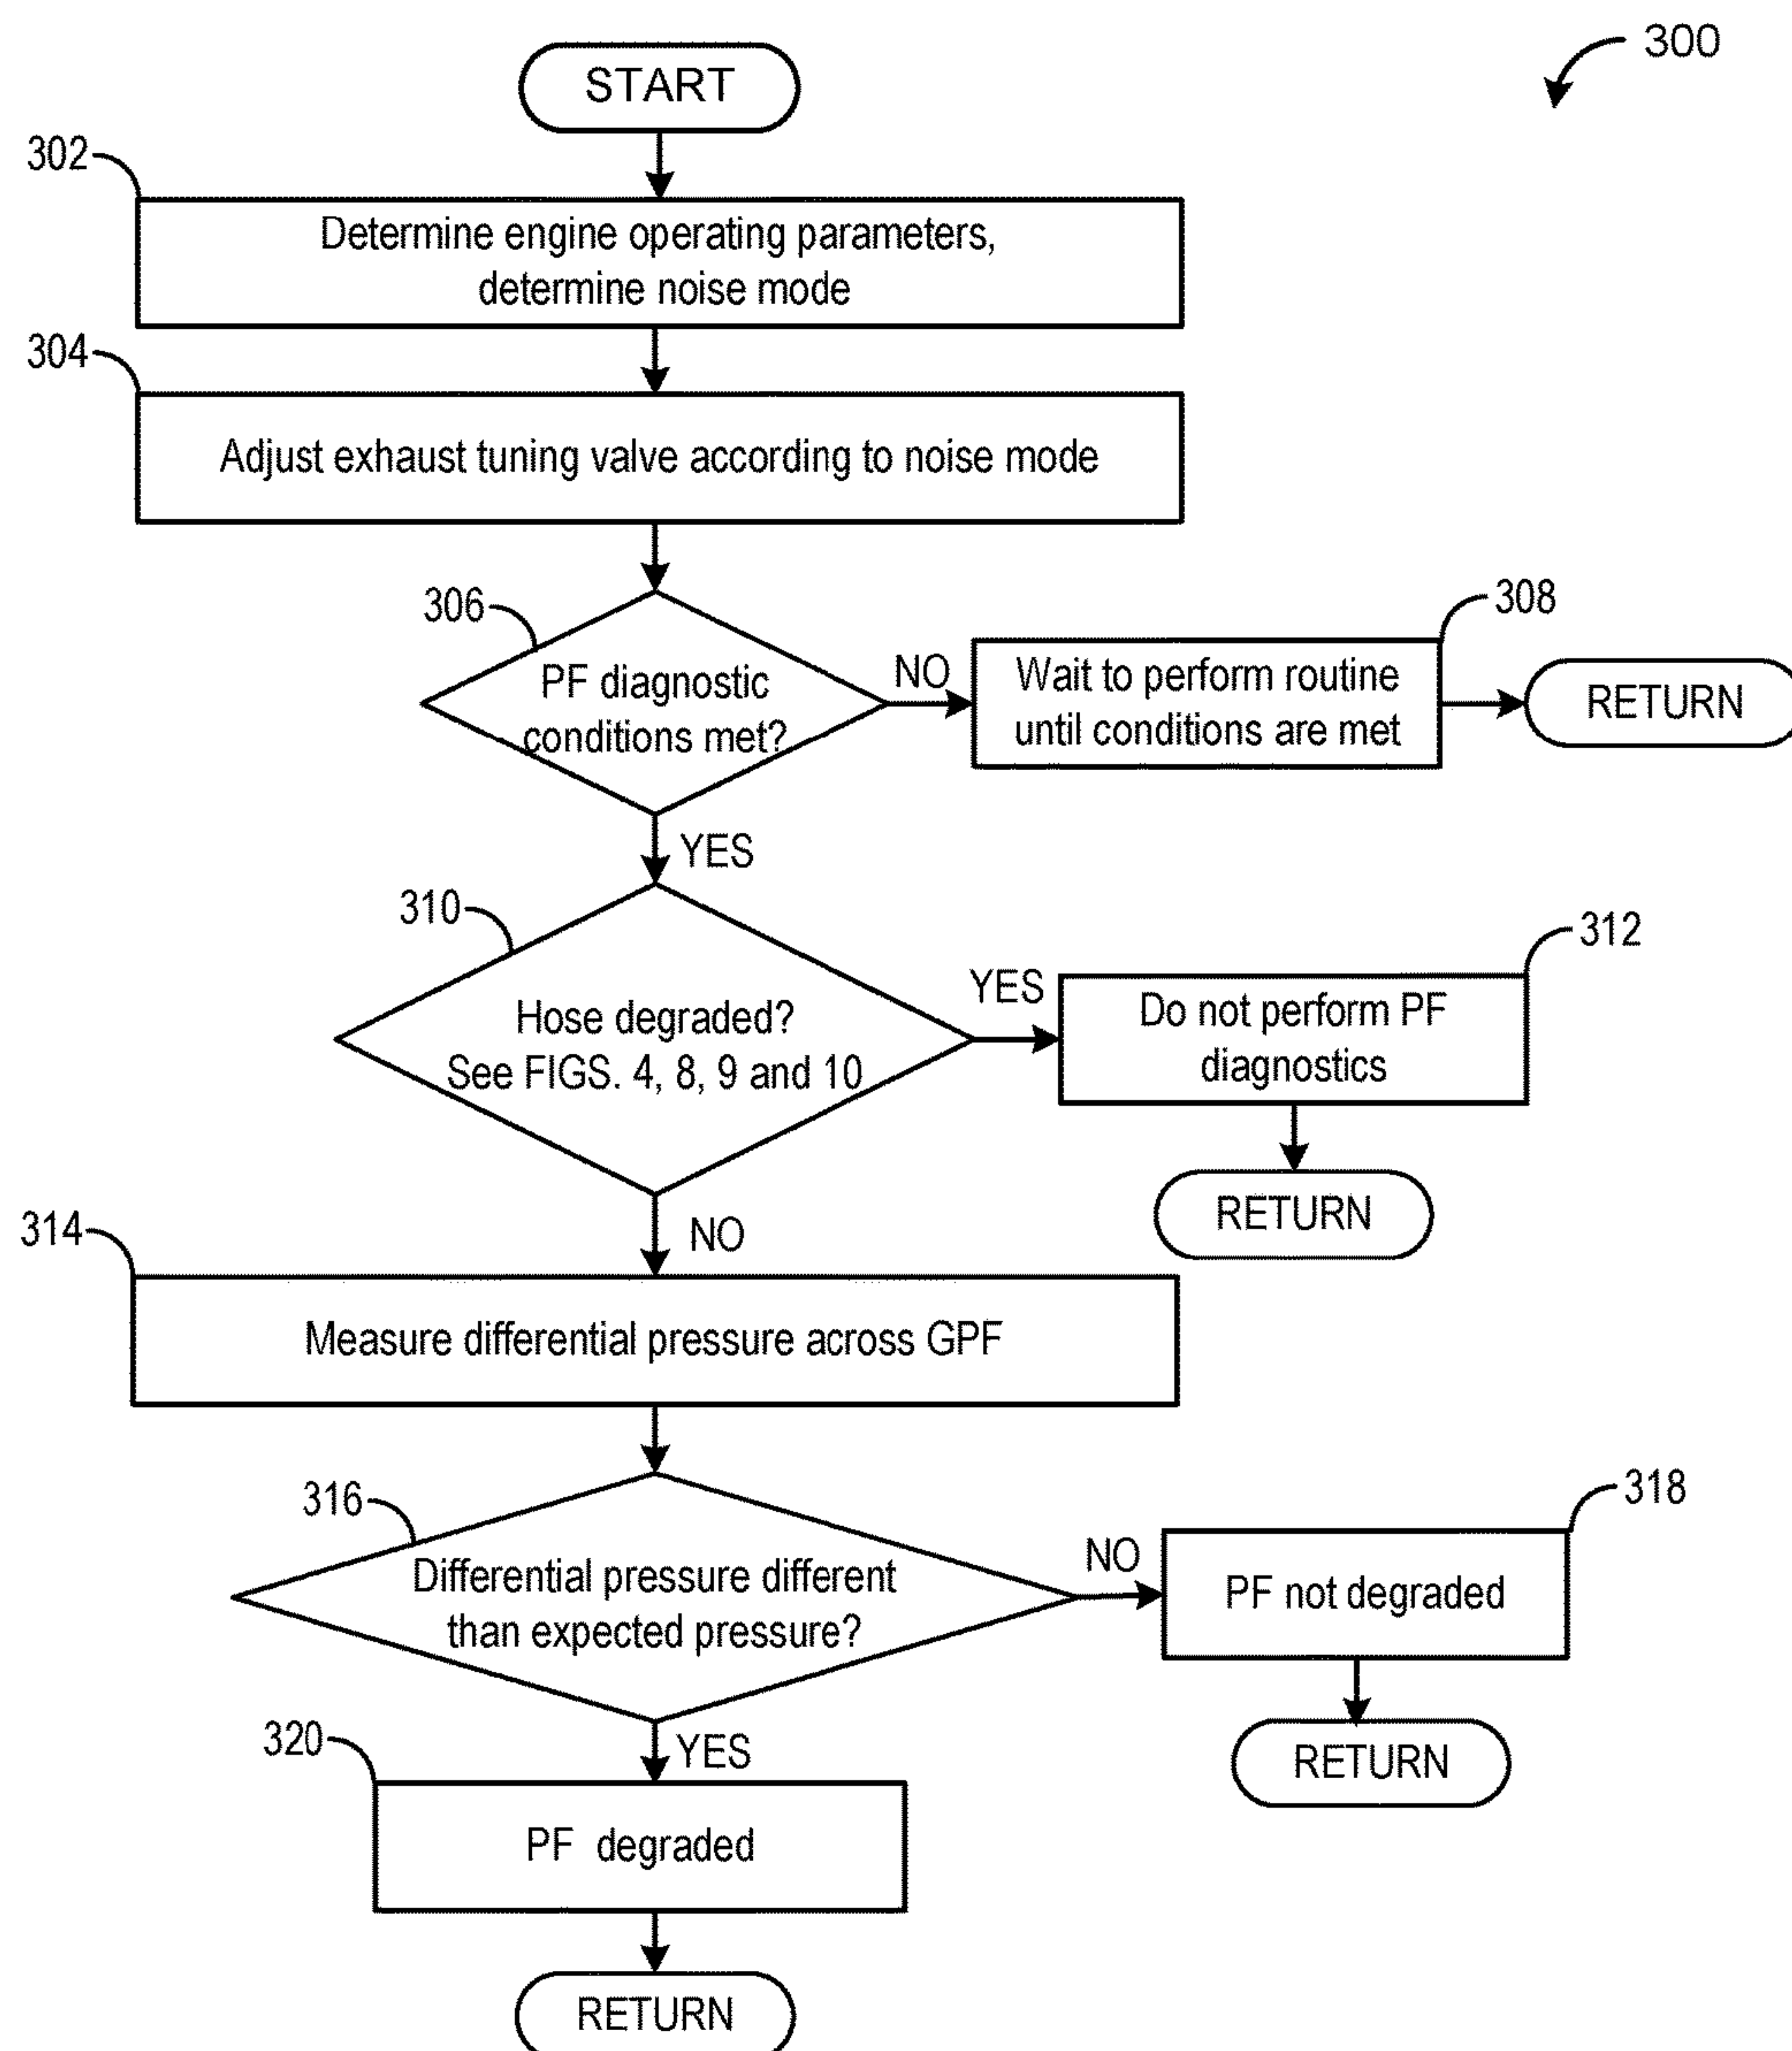 300
START
302
Determine engine operating parameters,
determine noise mode
304
Adjust exhaust tuning valve according to noise mode
306
PF diagnostic
conditions met?
NO
308
Wait to perform routine
until conditions are met
RETURN
YES
310
Hose degraded?
See FIGS. 4, 8, 9 and 10
YES
312
Do not perform PF
diagnostics
RETURN
NO
314
Measure differential pressure across GPF
316
Differential pressure different
than expected pressure?
NO
318
PF not degraded
RETURN
YES
320
PF degraded
RETURN